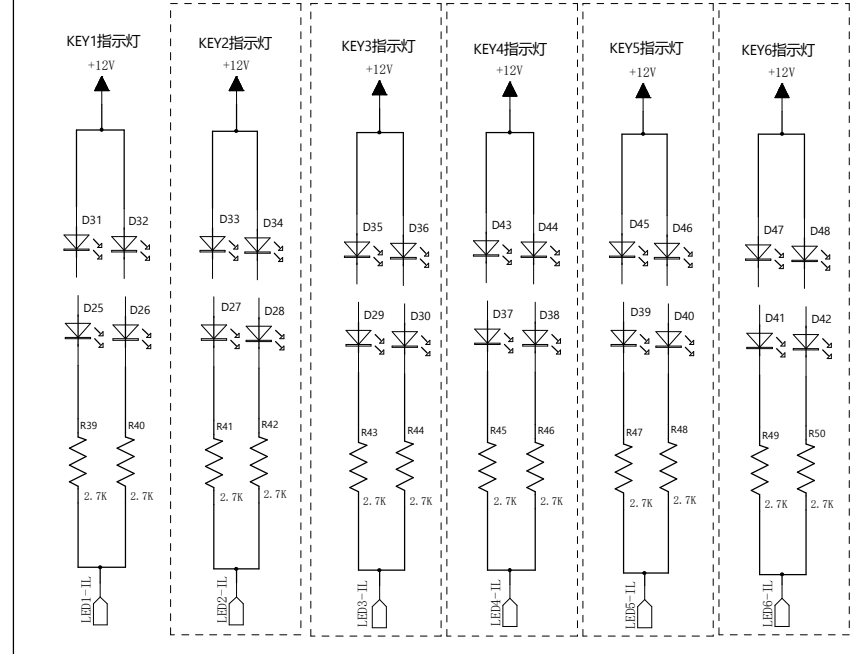 KEY1指示灯
+12V
D31
D32
D25
D26
R39
R40
2.7K
2.7K
LED1-IL
KEY2指示灯
+12V
D33
D34
D27
D28
R41
R42
2.7K
2.7K
LED2-IL
KEY3指示灯
+12V
D35
D36
D29
D30
R43
R44
2.7K
2.7K
LED3-IL
KEY4指示灯
+12V
D43
D44
D37
D38
R45
R46
2.7K
2.7K
LED4-IL
KEY5指示灯
+12V
D45
D46
D39
D40
R47
R48
2.7K
2.7K
LED5-IL
KEY6指示灯
+12V
D47
D48
D41
D42
R49
R50
2.7K
2.7K
LED6-IL